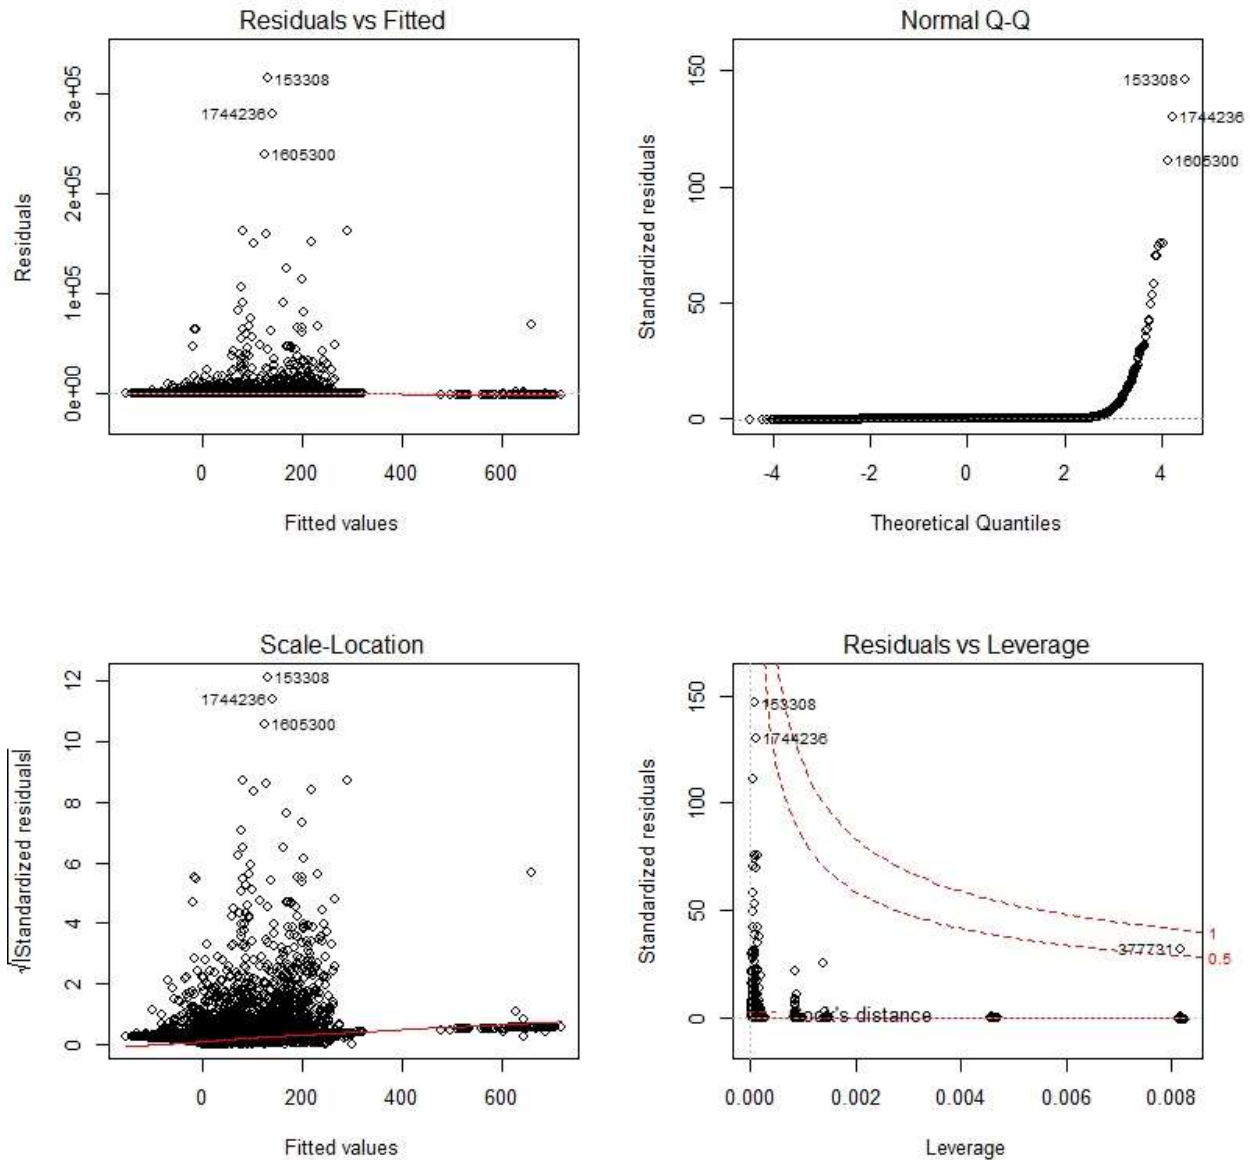 Residuals vs Fitted
Residuals
0e+00
1e+05
2e+05
3e+05
153308
1744236
1605300
0
200
400
600
Fitted values
Normal Q-Q
Standardized residuals
0
50
100
150
153308
1744236
1605300
-4
-2
0
2
4
Theoretical Quantiles
Scale-Location
√|Standardized residuals|
0
2
4
6
8
10
12
153308
1744236
1605300
0
200
400
600
Fitted values
Residuals vs Leverage
Standardized residuals
0
50
100
150
153308
1744236
377731
1
0.5
Cook's distance
0.000
0.002
0.004
0.006
0.008
Leverage